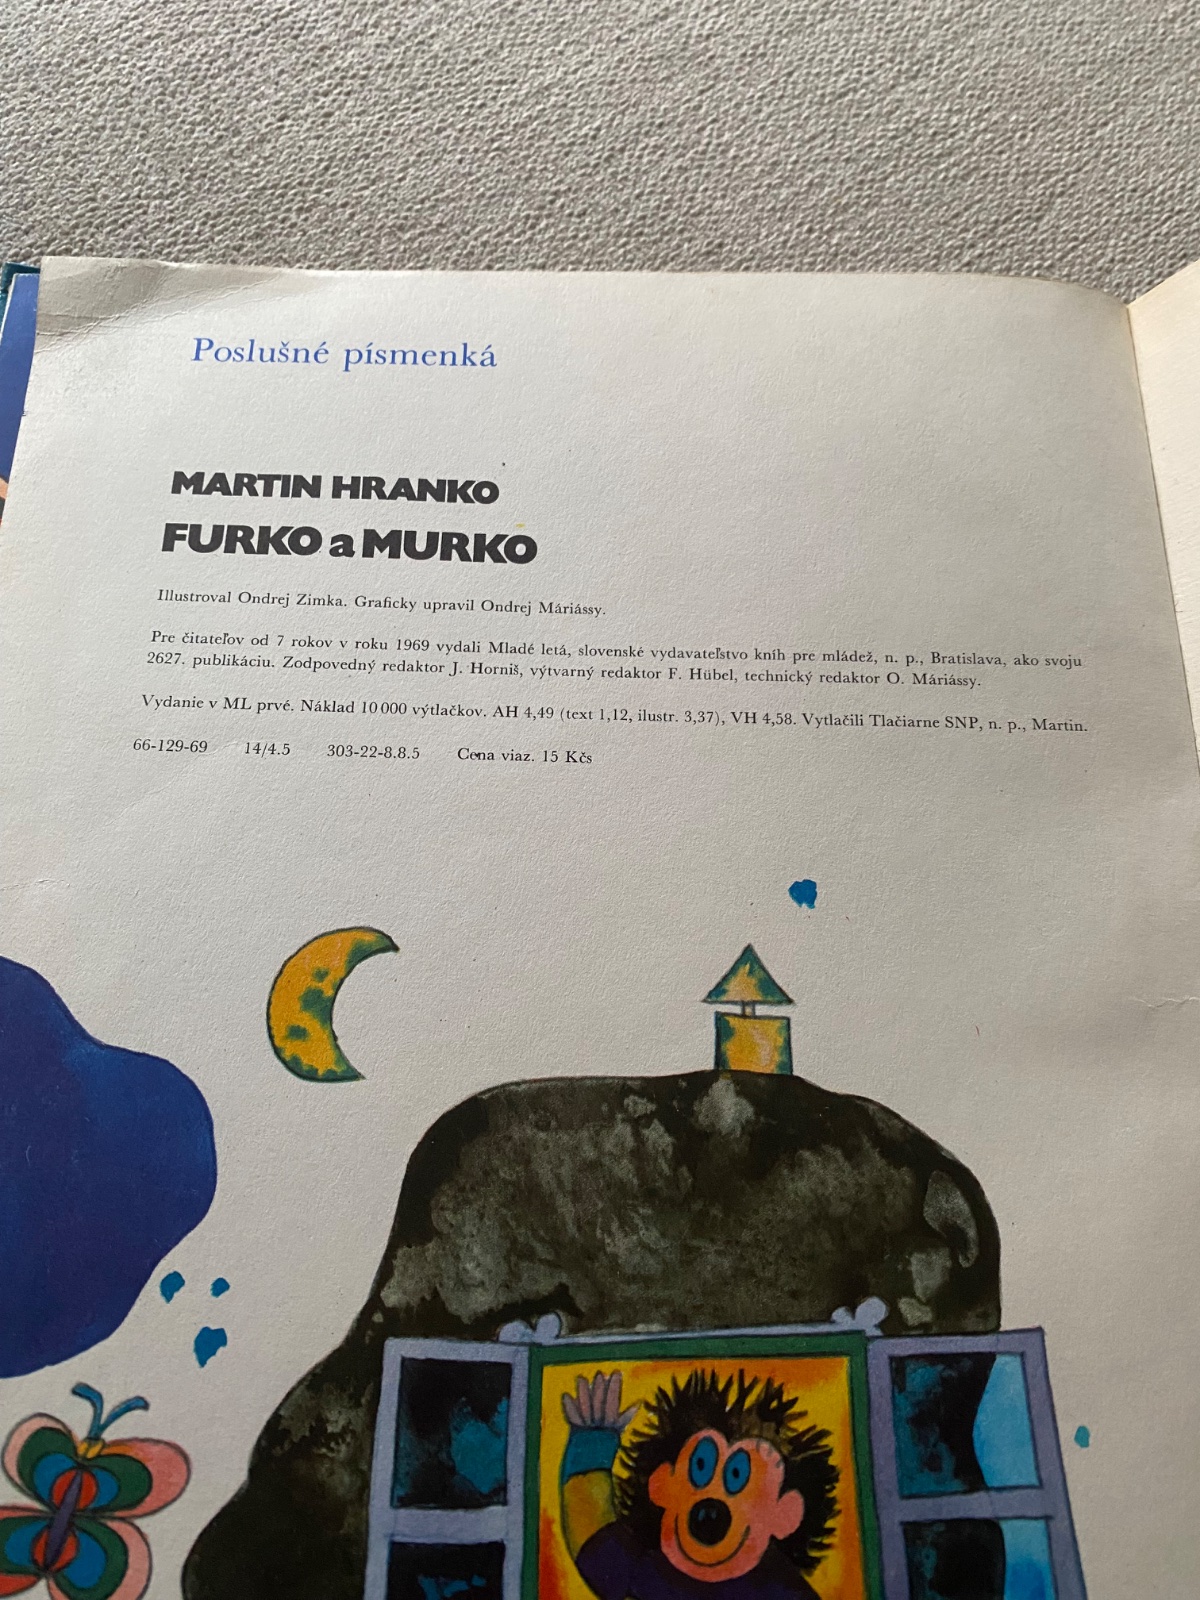 Poslušné písmenká
MARTIN HRANKO
FURKO a MURKO
Illustroval Ondrej Zimka. Graficky upravil Ondrej Máriássy.
Pre čitateľov od 7 rokov v roku 1969 vydali Mladé letá, slovenské vydavateľstvo kníh pre mládež, n. p., Bratislava, ako svoju
2627. publikáciu. Zodpovedný redaktor J. Horniš, výtvarný redaktor F. Hübel, technický redaktor O. Máriássy.
Vydanie v ML prvé. Náklad 10 000 výtlačkov. AH 4,49 (text 1,12, ilustr. 3,37), VH 4,58. Vytlačili Tlačiarne SNP, n. p., Martin.
66-129-69 14/4.5 303-22-8.8.5 Cena viaz. 15 Kčs